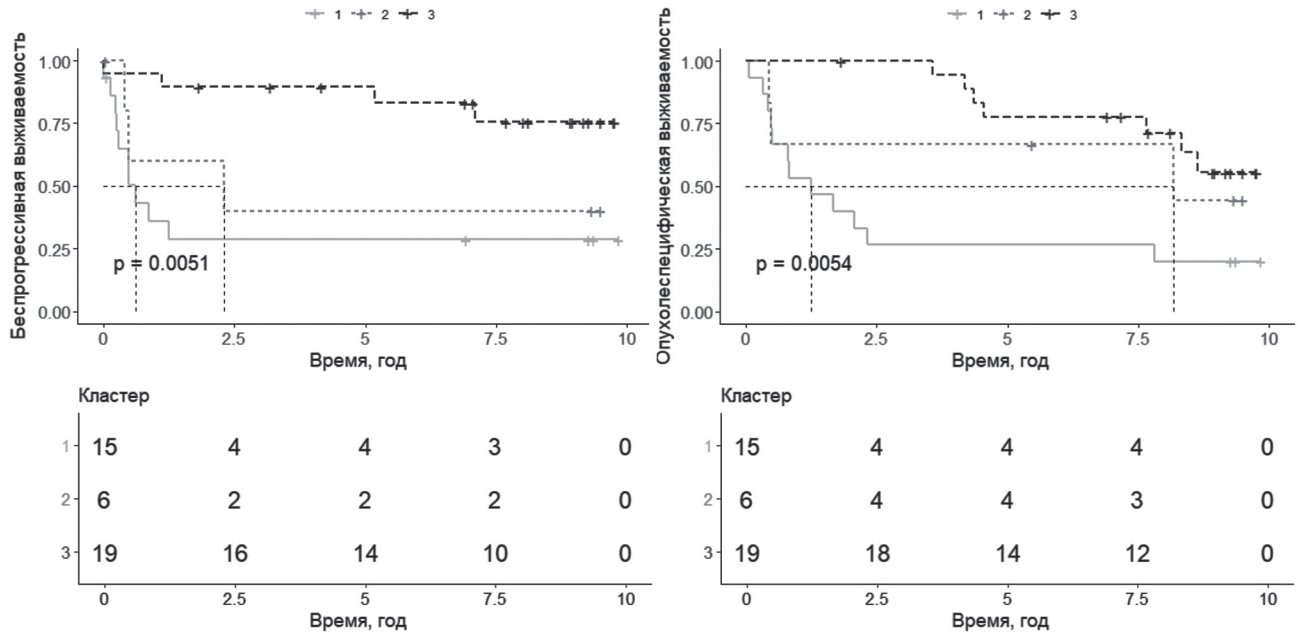 1 2 3
Беспрогрессивная выживаемость
1.00
0.75
0.50
0.25
0.00
p = 0.0051
0 2.5 5 7.5 10
Время, год
Кластер
1 15 4 4 3 0
2 6 2 2 2 0
3 19 16 14 10 0
0 2.5 5 7.5 10
Время, год
1 2 3
Опухолеспецифическая выживаемость
1.00
0.75
0.50
0.25
0.00
p = 0.0054
0 2.5 5 7.5 10
Время, год
Кластер
1 15 4 4 4 0
2 6 4 4 3 0
3 19 18 14 12 0
0 2.5 5 7.5 10
Время, год